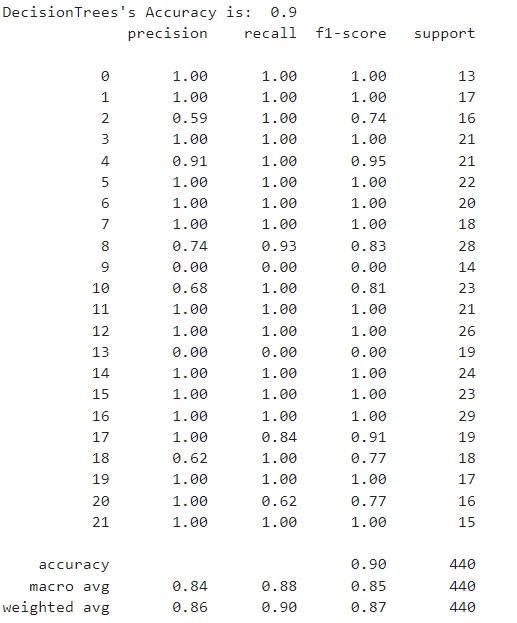 DecisionTrees's Accuracy is:  0.9
              precision    recall  f1-score   support

           0       1.00      1.00      1.00        13
           1       1.00      1.00      1.00        17
           2       0.59      1.00      0.74        16
           3       1.00      1.00      1.00        21
           4       0.91      1.00      0.95        21
           5       1.00      1.00      1.00        22
           6       1.00      1.00      1.00        20
           7       1.00      1.00      1.00        18
           8       0.74      0.93      0.83        28
           9       0.00      0.00      0.00        14
          10       0.68      1.00      0.81        23
          11       1.00      1.00      1.00        21
          12       1.00      1.00      1.00        26
          13       0.00      0.00      0.00        19
          14       1.00      1.00      1.00        24
          15       1.00      1.00      1.00        23
          16       1.00      1.00      1.00        29
          17       1.00      0.84      0.91        19
          18       0.62      1.00      0.77        18
          19       1.00      1.00      1.00        17
          20       1.00      0.62      0.77        16
          21       1.00      1.00      1.00        15

    accuracy                           0.90       440
   macro avg       0.84      0.88      0.85       440
weighted avg       0.86      0.90      0.87       440